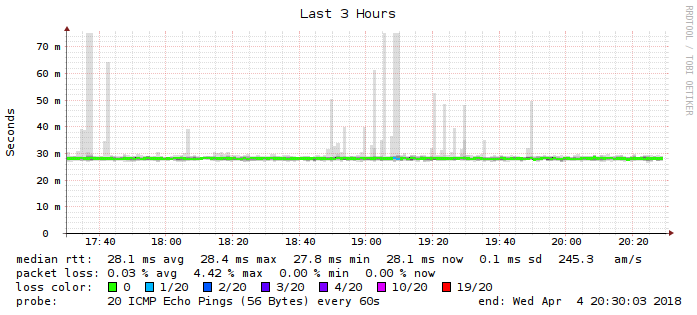 Last 3 Hours
RRDTOOL / TOBI OETIKER
Seconds
70 m
60 m
50 m
40 m
30 m
20 m
10 m
0
17:40 18:00 18:20 18:40 19:00 19:20 19:40 20:00 20:20
median rtt: 28.1 ms avg 28.4 ms max 27.8 ms min 28.1 ms now 0.1 ms sd 245.3 am/s
packet loss: 0.03 % avg 4.42 % max 0.00 % min 0.00 % now
loss color: 0 1/20 2/20 3/20 4/20 10/20 19/20
probe: 20 ICMP Echo Pings (56 Bytes) every 60s end: Wed Apr 4 20:30:03 2018